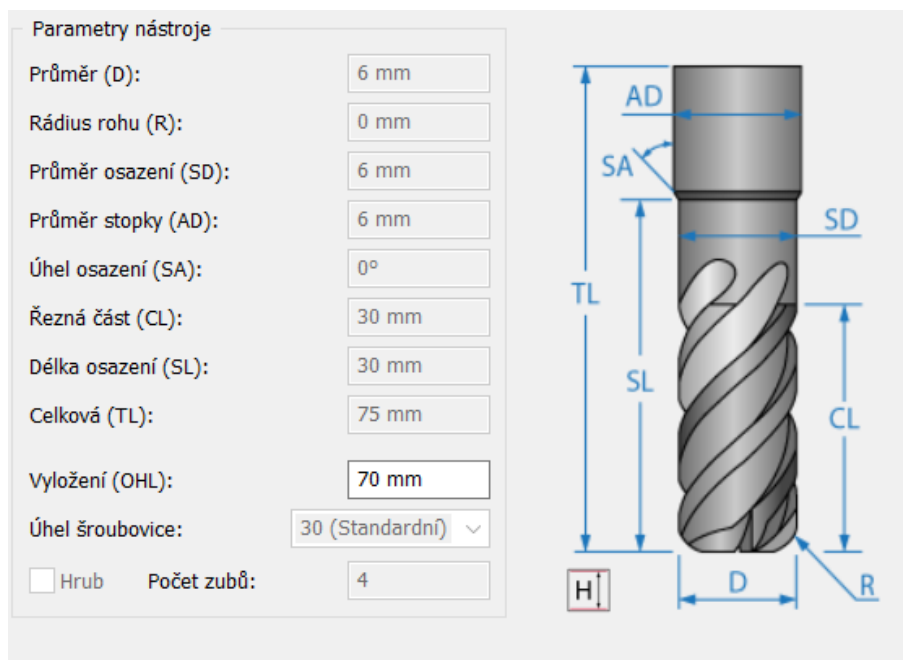 Parametry nástroje
Průměr (D): 6 mm
Rádius rohu (R): 0 mm
Průměr osazení (SD): 6 mm
Průměr stopky (AD): 6 mm
Úhel osazení (SA): 0°
Řezná část (CL): 30 mm
Délka osazení (SL): 30 mm
Celková (TL): 75 mm
Vyložení (OHL): 70 mm
Úhel šroubovice: 30 (Standardní)
Hrub Počet zubů: 4
AD
SA
SD
TL
SL
CL
H
D
R